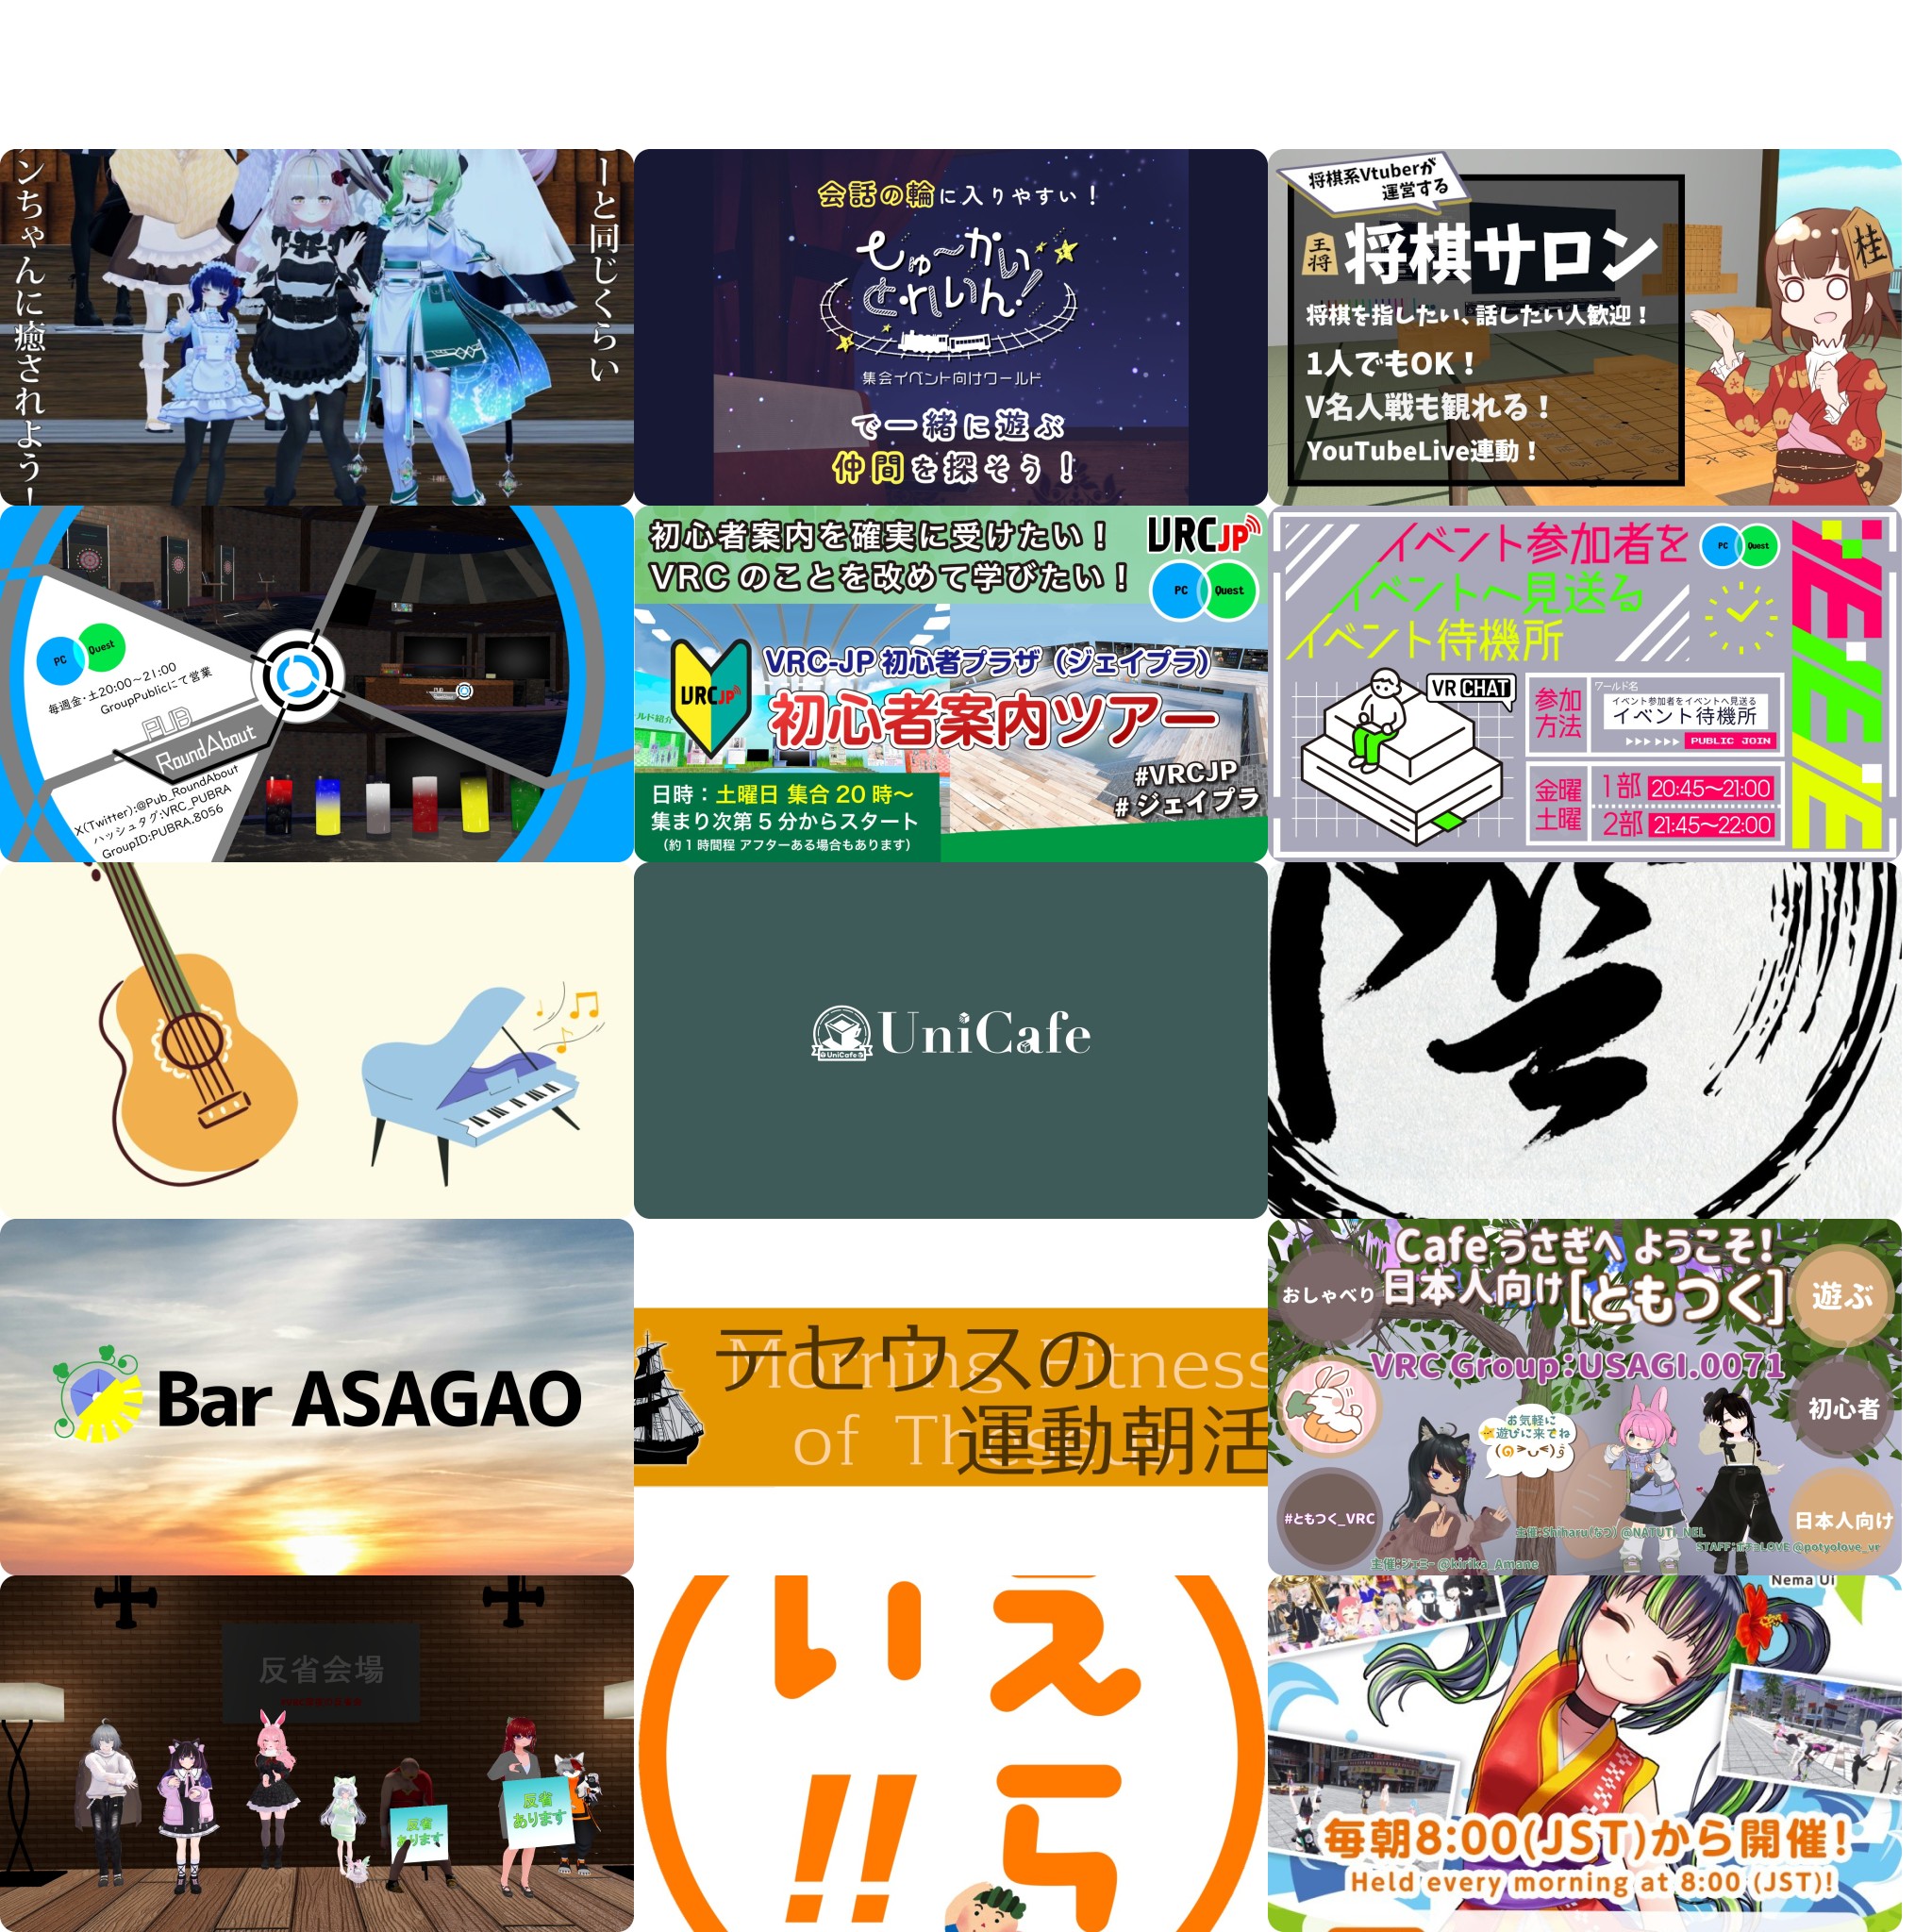 ーと同じくらい
ンちゃんに癒されよう！
会話の輪に入りやすい！
しゅ〜かい
とれいん！
集会イベント向けワールド
で一緒に遊ぶ
仲間を探そう！
将棋系Vtuberが
運営する
王将
将棋サロン
桂
将棋を指したい、話したい人歓迎！
1人でもOK！
V名人戦も観れる！
YouTubeLive連動！
PC Quest
毎週金・土20:00～21:00
GroupPublicにて営業
PUB
RoundAbout
X(Twitter):@Pub_RoundAbout
ハッシュタグ:VRC_PUBRA
GroupID:PUBRA.8056
初心者案内を確実に受けたい！
VRCのことを改めて学びたい！
VRCJP
PC Quest
VRC-JP 初心者プラザ（ジェイプラ）
VRCJP
初心者案内ツアー
#VRCJP
#ジェイプラ
日時：土曜日 集合 20 時～
集まり次第 5 分からスタート
（約 1 時間程 アフターある場合もあります）
イベント参加者を
イベントへ見送る
イベント待機所
PC Quest
VRCHAT
参加方法
ワールド名
イベント参加者をイベントへ見送る
イベント待機所
PUBLIC JOIN
金曜
土曜
1部 20:45～21:00
2部 21:45～22:00
UniCafe
UniCafe
Bar ASAGAO
テセウスの
Morning Fitness
運動朝活
of Theseus
Cafe うさぎへ ようこそ！
日本人向け[ともつく]
おしゃべり
遊ぶ
VRC Group:USAGI.0071
初心者
お気軽に
遊びに来てね
#ともつく_VRC
日本人向け
主催:Shiharu(なつ) @NATUTI_NEL
STAFF:ポチョLOVE @potyolove_vr
主催:ジェミー @kirika_Amane
反省会場
反省
あります
反省
あります
えら
い!!
Nema Ui
毎朝8:00(JST)から開催！
Held every morning at 8:00 (JST)!